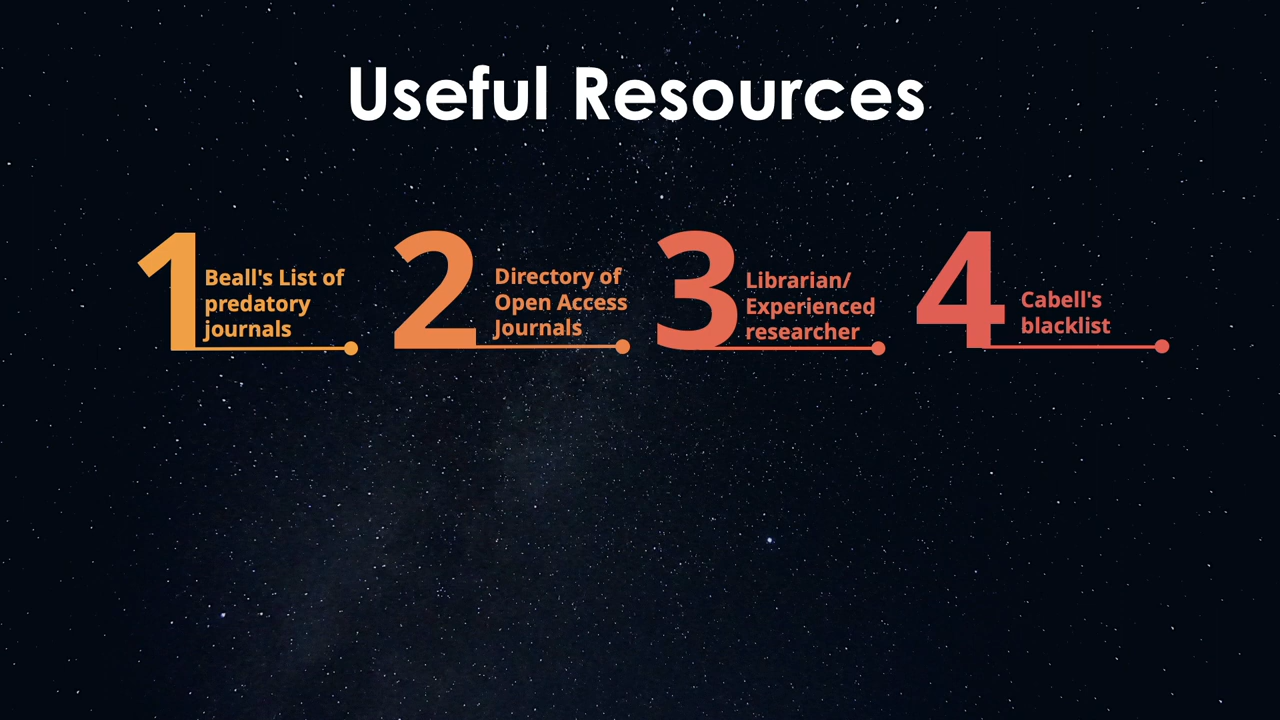 Useful Resources
1
Beall's List of
predatory
journals
2
Directory of
Open Access
Journals
3
Librarian/
Experienced
researcher
4
Cabell's
blacklist